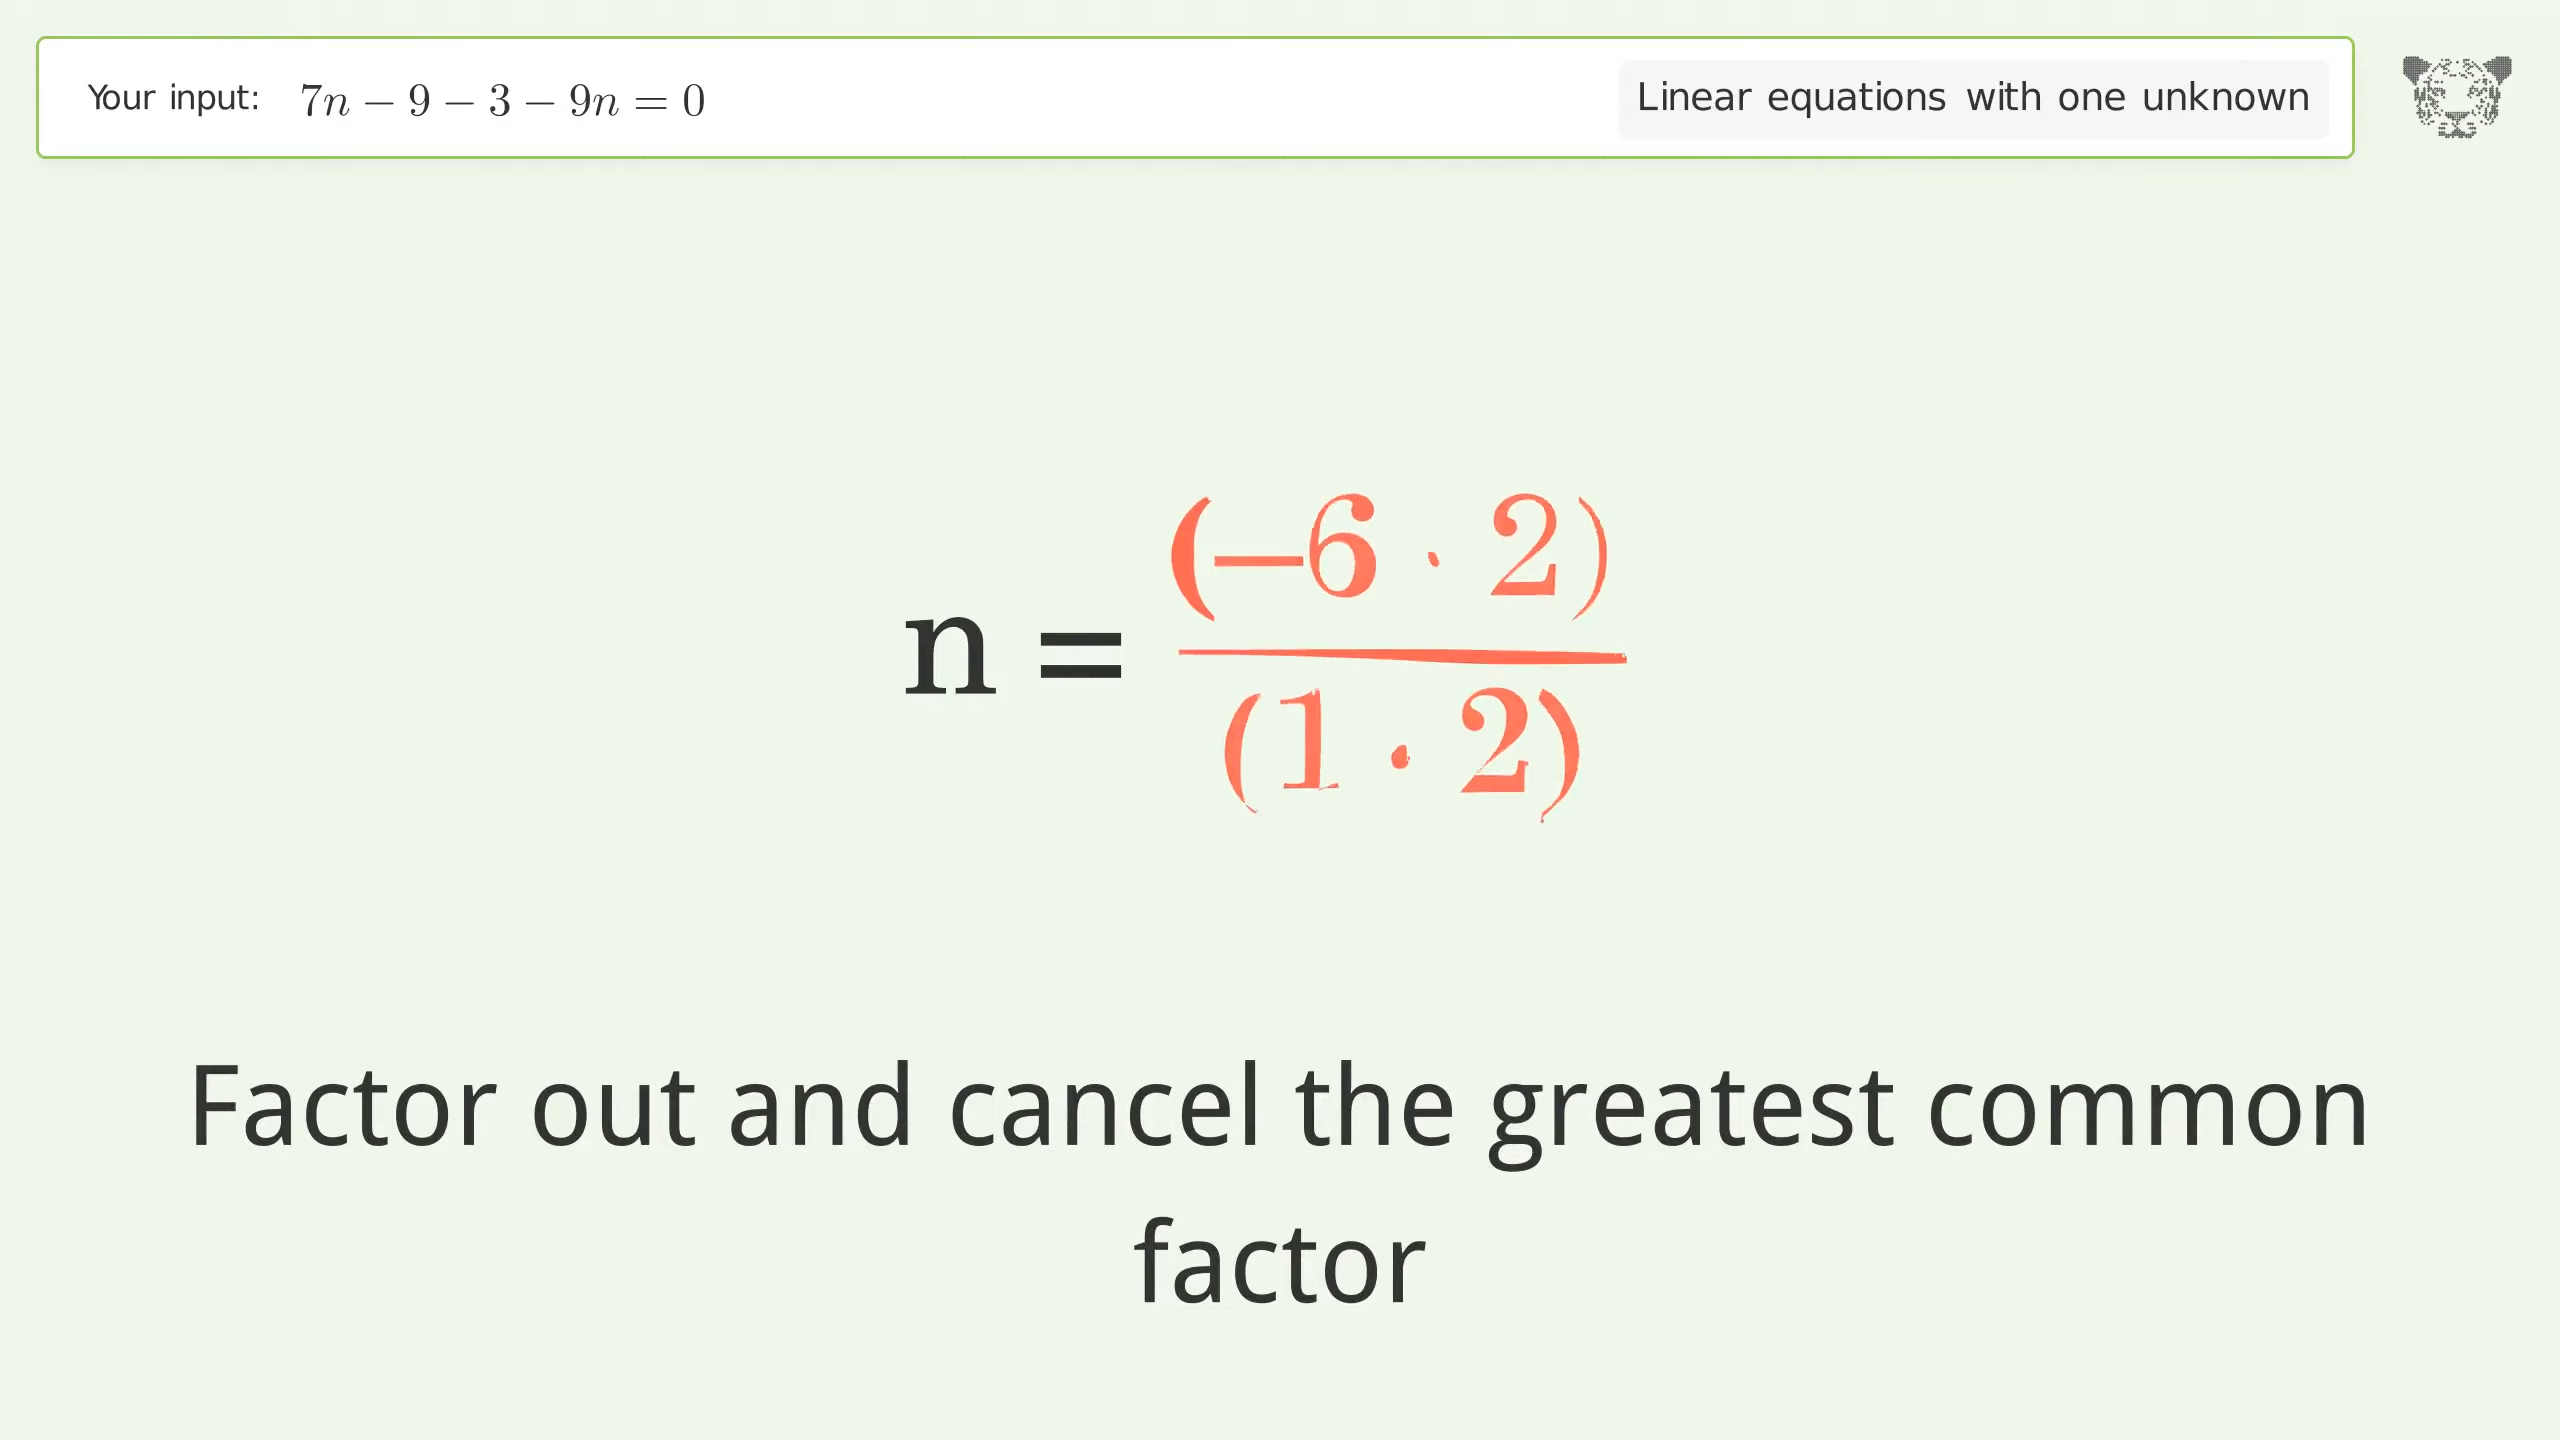 Your input: 7n − 9 − 3 − 9n = 0
Linear equations with one unknown
n = (−6 · 2) / (1 · 2)
Factor out and cancel the greatest common
factor